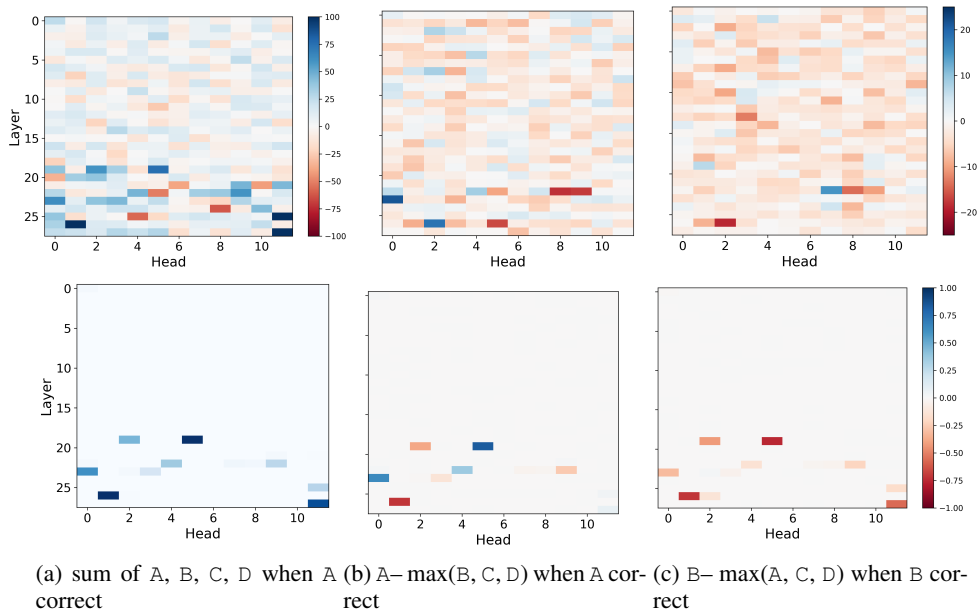 0
5
10
15
20
25
Layer
0 2 4 6 8 10
Head
100
75
50
25
0
−25
−50
−75
−100
0 2 4 6 8 10
Head
0 2 4 6 8 10
Head
20
10
0
−10
−20
0
5
10
15
20
25
Layer
0 2 4 6 8 10
Head
0 2 4 6 8 10
Head
0 2 4 6 8 10
Head
1.00
0.75
0.50
0.25
0.00
−0.25
−0.50
−0.75
−1.00
(a) sum of A, B, C, D when A
correct
(b) A– max(B, C, D) when A cor-
rect
(c) B– max(A, C, D) when B cor-
rect